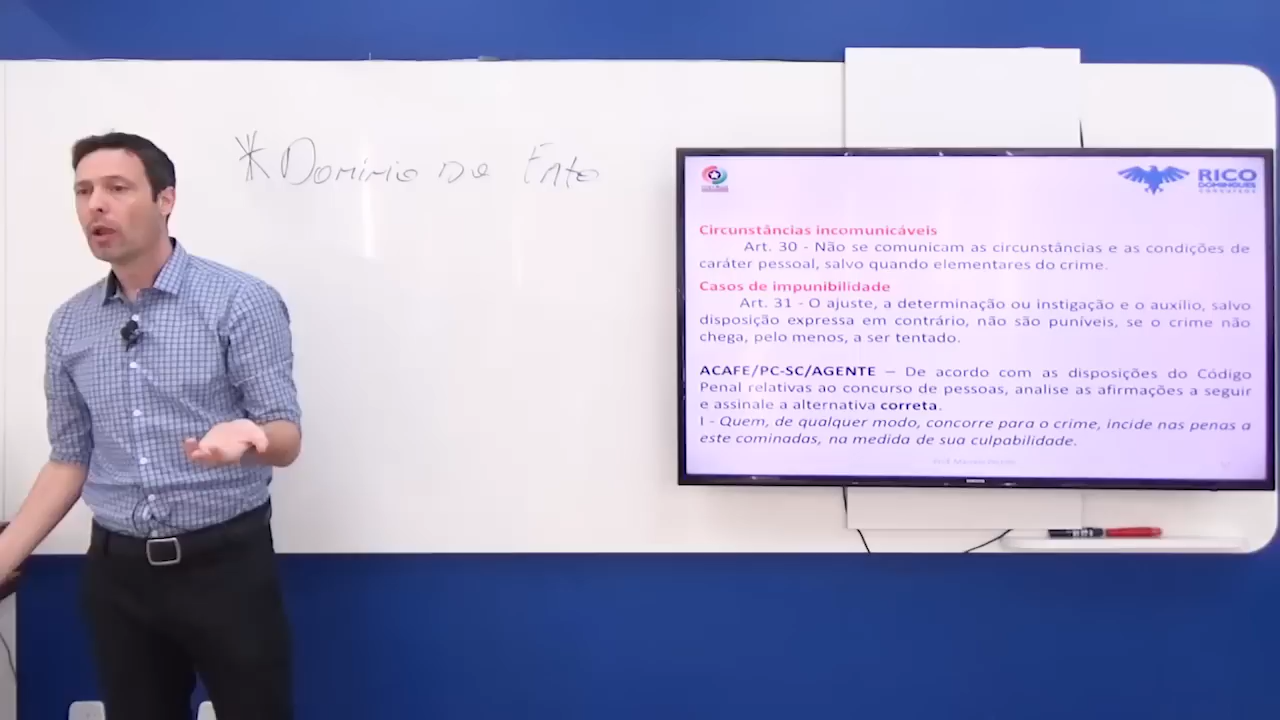 * Domínio do Fato
RICO
DOMINGUES
CONCURSOS
Circunstâncias incomunicáveis
Art. 30 - Não se comunicam as circunstâncias e as condições de
caráter pessoal, salvo quando elementares do crime.
Casos de impunibilidade
Art. 31 - O ajuste, a determinação ou instigação e o auxílio, salvo
disposição expressa em contrário, não são puníveis, se o crime não
chega, pelo menos, a ser tentado.
ACAFE/PC-SC/AGENTE – De acordo com as disposições do Código
Penal relativas ao concurso de pessoas, analise as afirmações a seguir
e assinale a alternativa correta.
I - Quem, de qualquer modo, concorre para o crime, incide nas penas a
este cominadas, na medida de sua culpabilidade.